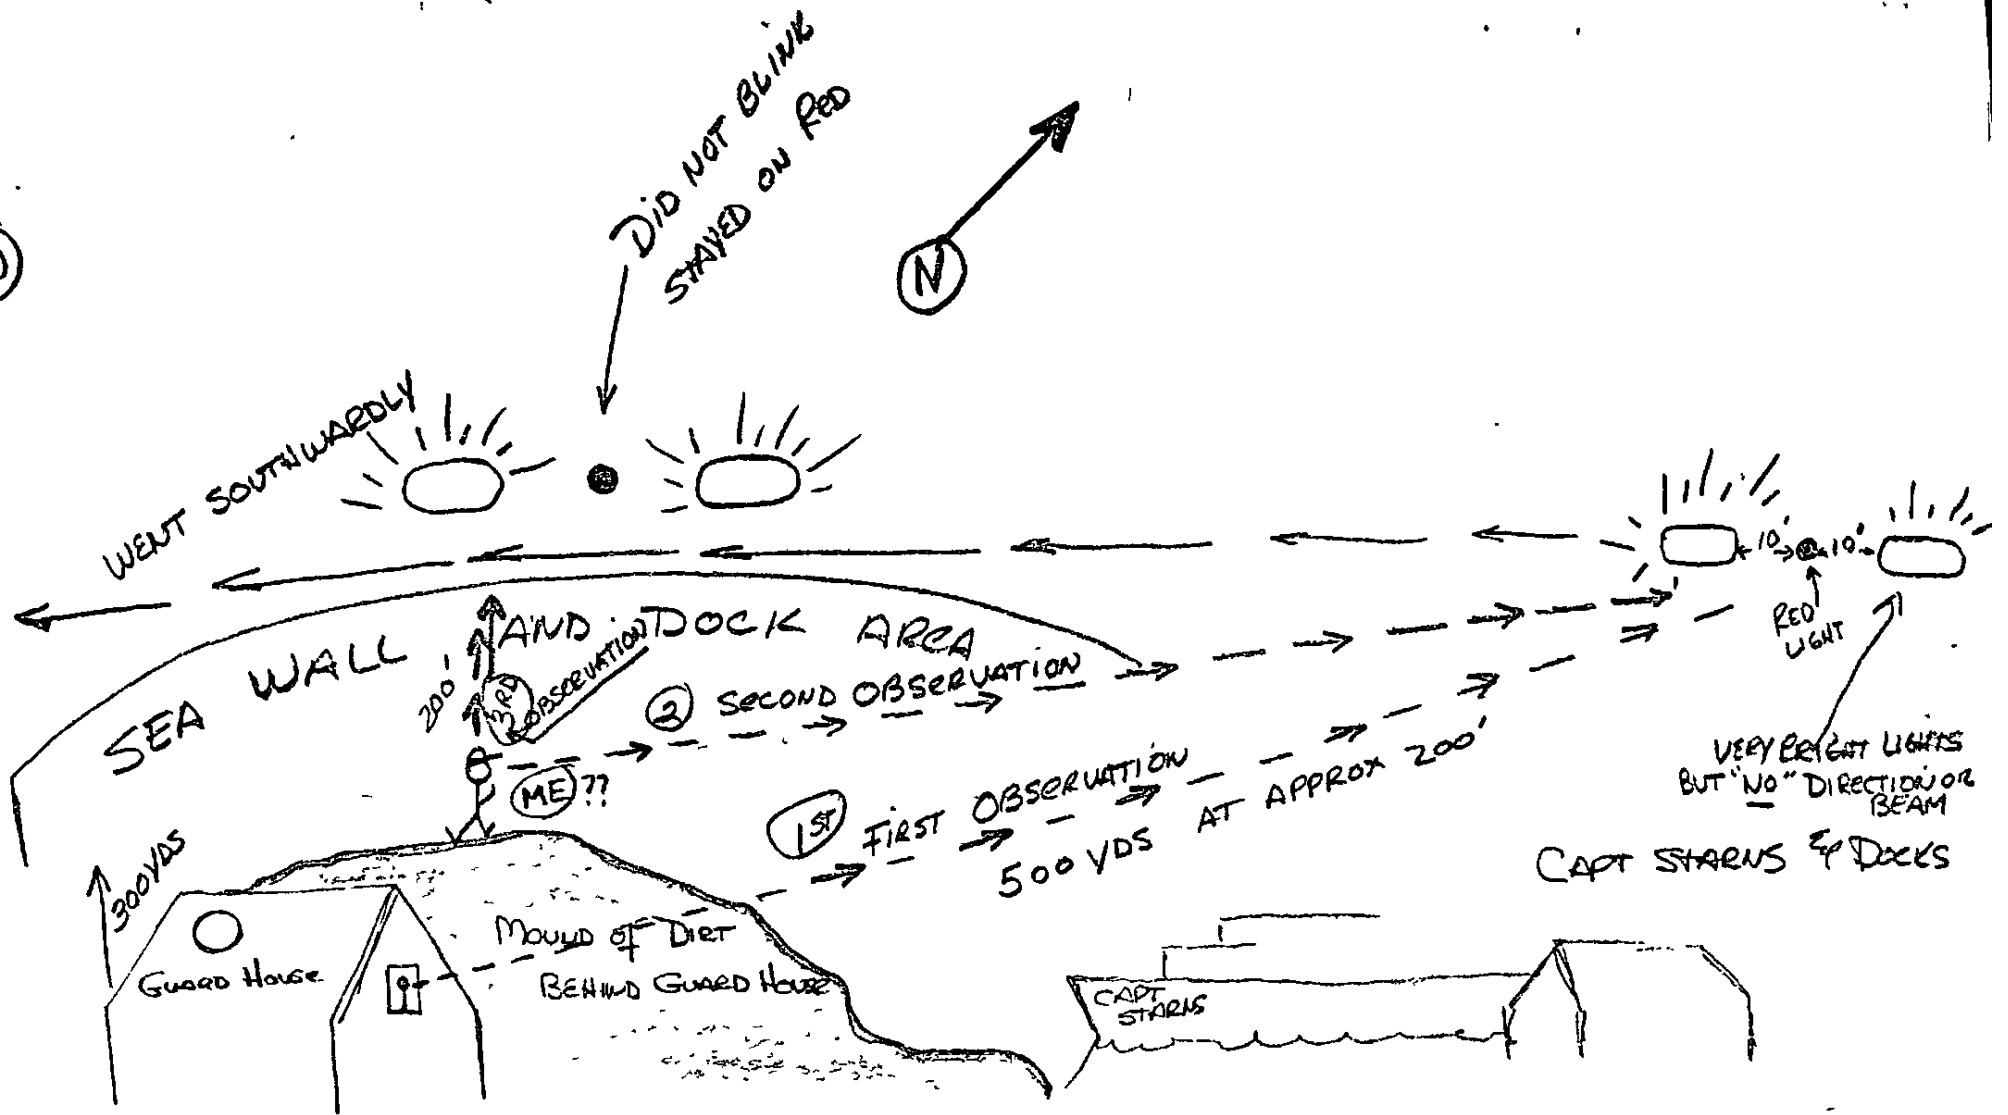 DID NOT BLINK
STAYED ON RED
N
WENT SOUTHWARDLY
10' 10'
RED
LIGHT
SEA WALL AND DOCK AREA
200'
3RD OBSERVATION
2 SECOND OBSERVATION
ME ??
1ST FIRST OBSERVATION
500 YDS AT APPROX 200'
VERY BRIGHT LIGHTS
BUT "NO" DIRECTION OR
BEAM
CAPT STARNS & DOCKS
300 YDS
GUARD HOUSE
MOUND OF DIRT
BEHIND GUARD HOUSE
CAPT
STARNS